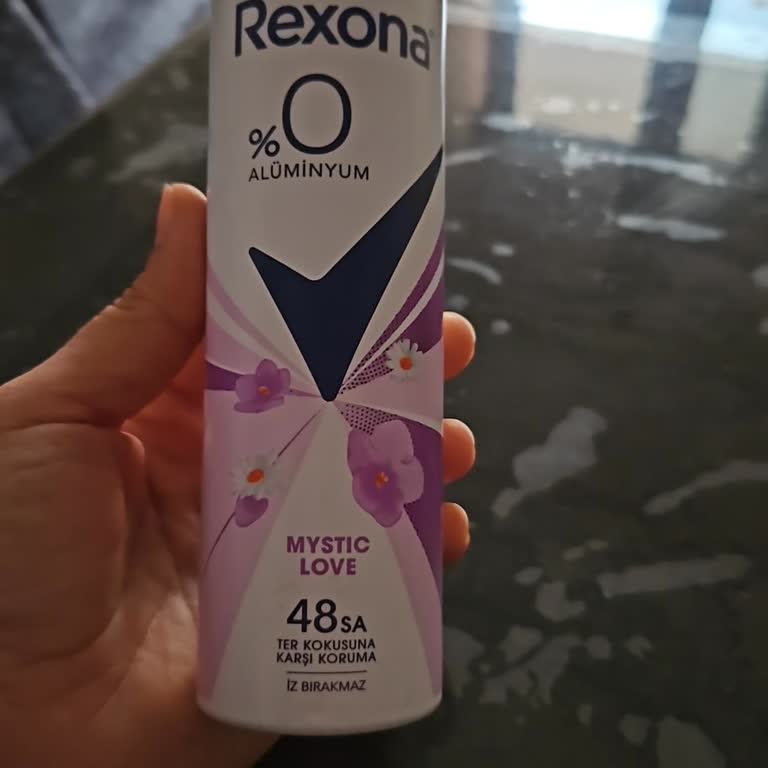 Rexona
%0
ALÜMİNYUM
MYSTIC
LOVE
48SA
TER KOKUSUNA
KARŞI KORUMA
İZ BIRAKMAZ